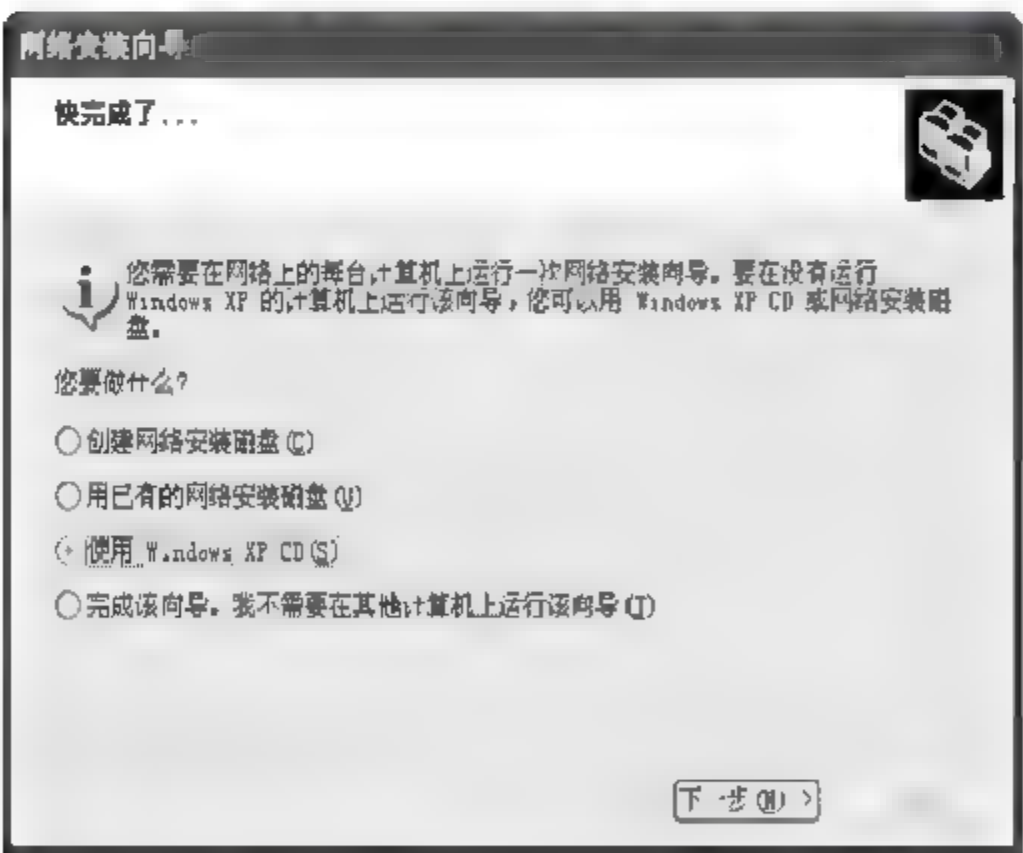 网络安装向导
快完成了...
您需要在网络上的每台计算机上运行一次网络安装向导。要在没有运行
Windows XP 的计算机上运行该向导，您可以用 Windows XP CD 或网络安装磁
盘。
您要做什么?
创建网络安装磁盘(C)
用已有的网络安装磁盘(U)
使用 Windows XP CD(S)
完成该向导。我不需要在其他计算机上运行该向导(J)
下一步(N) >